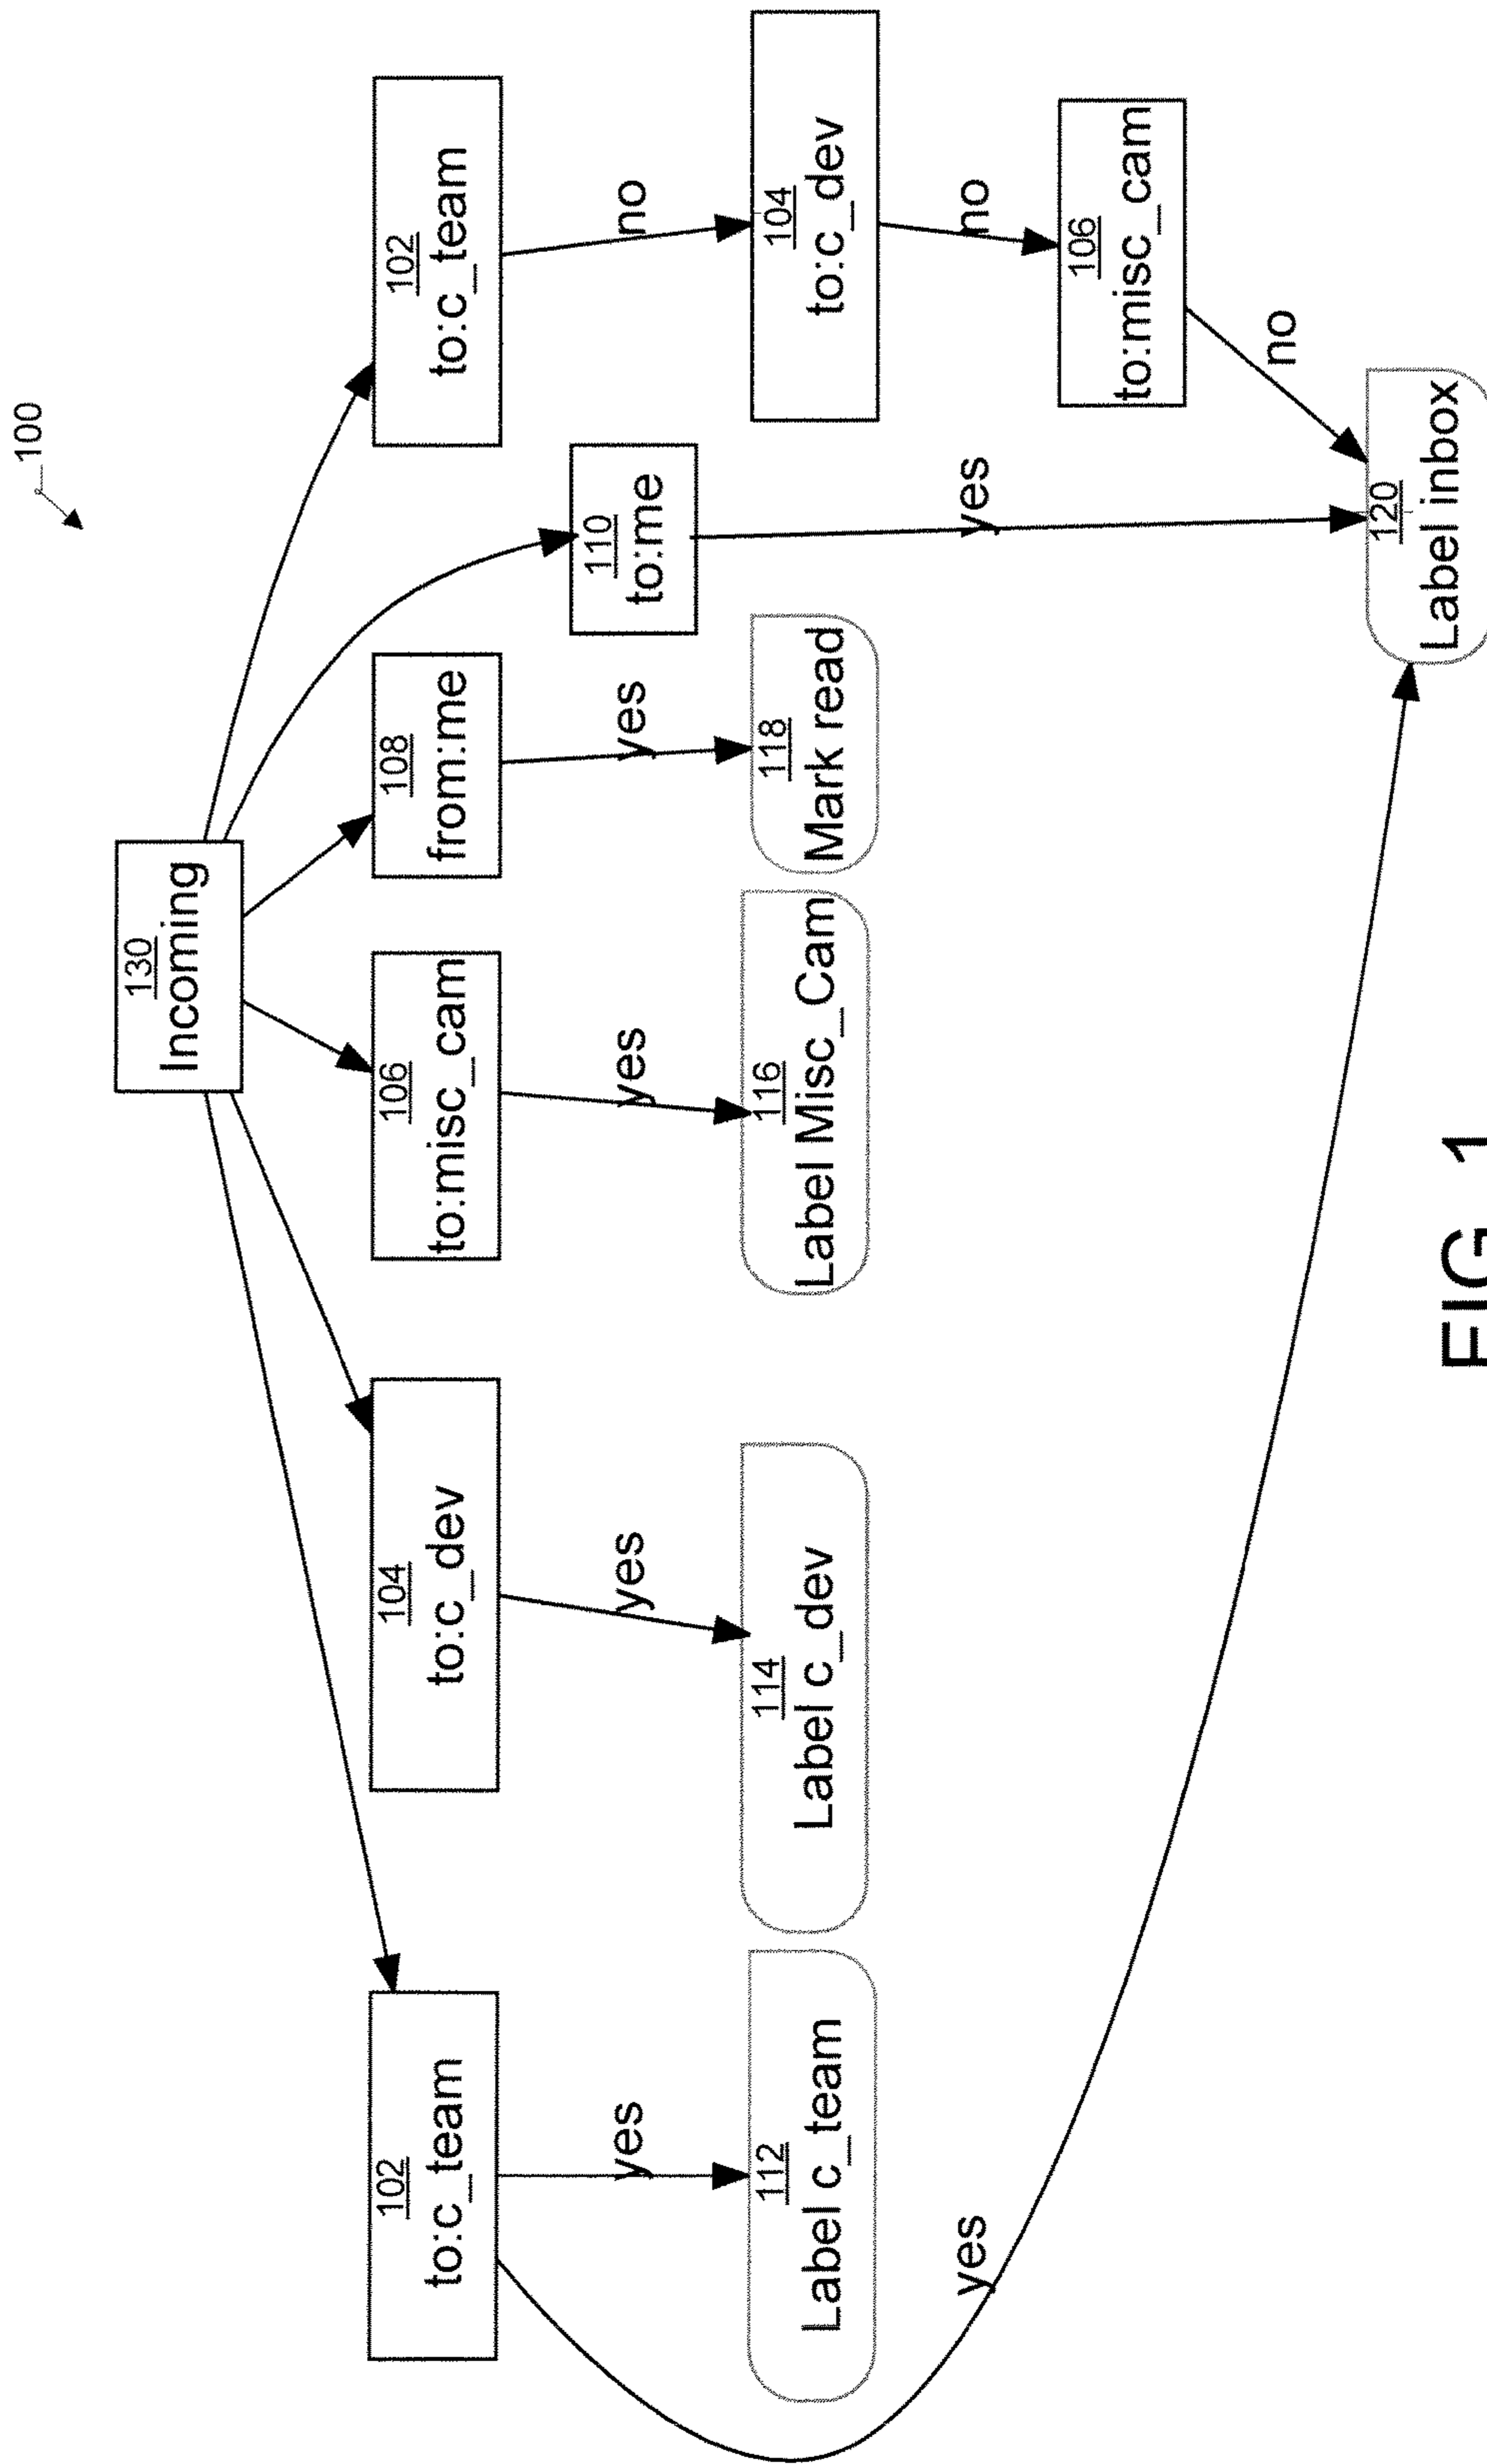 100
130
Incoming
102
to:c_team
104
to:c_dev
106
to:misc_cam
108
from:me
110
to:me
102
to:c_team
yes
yes
yes
yes
no
112
Label c_team
114
Label c_dev
116
Label Misc_Cam
118
Mark read
104
to:c_dev
yes
yes
no
106
to:misc_cam
no
120
Label inbox
FIG. 1